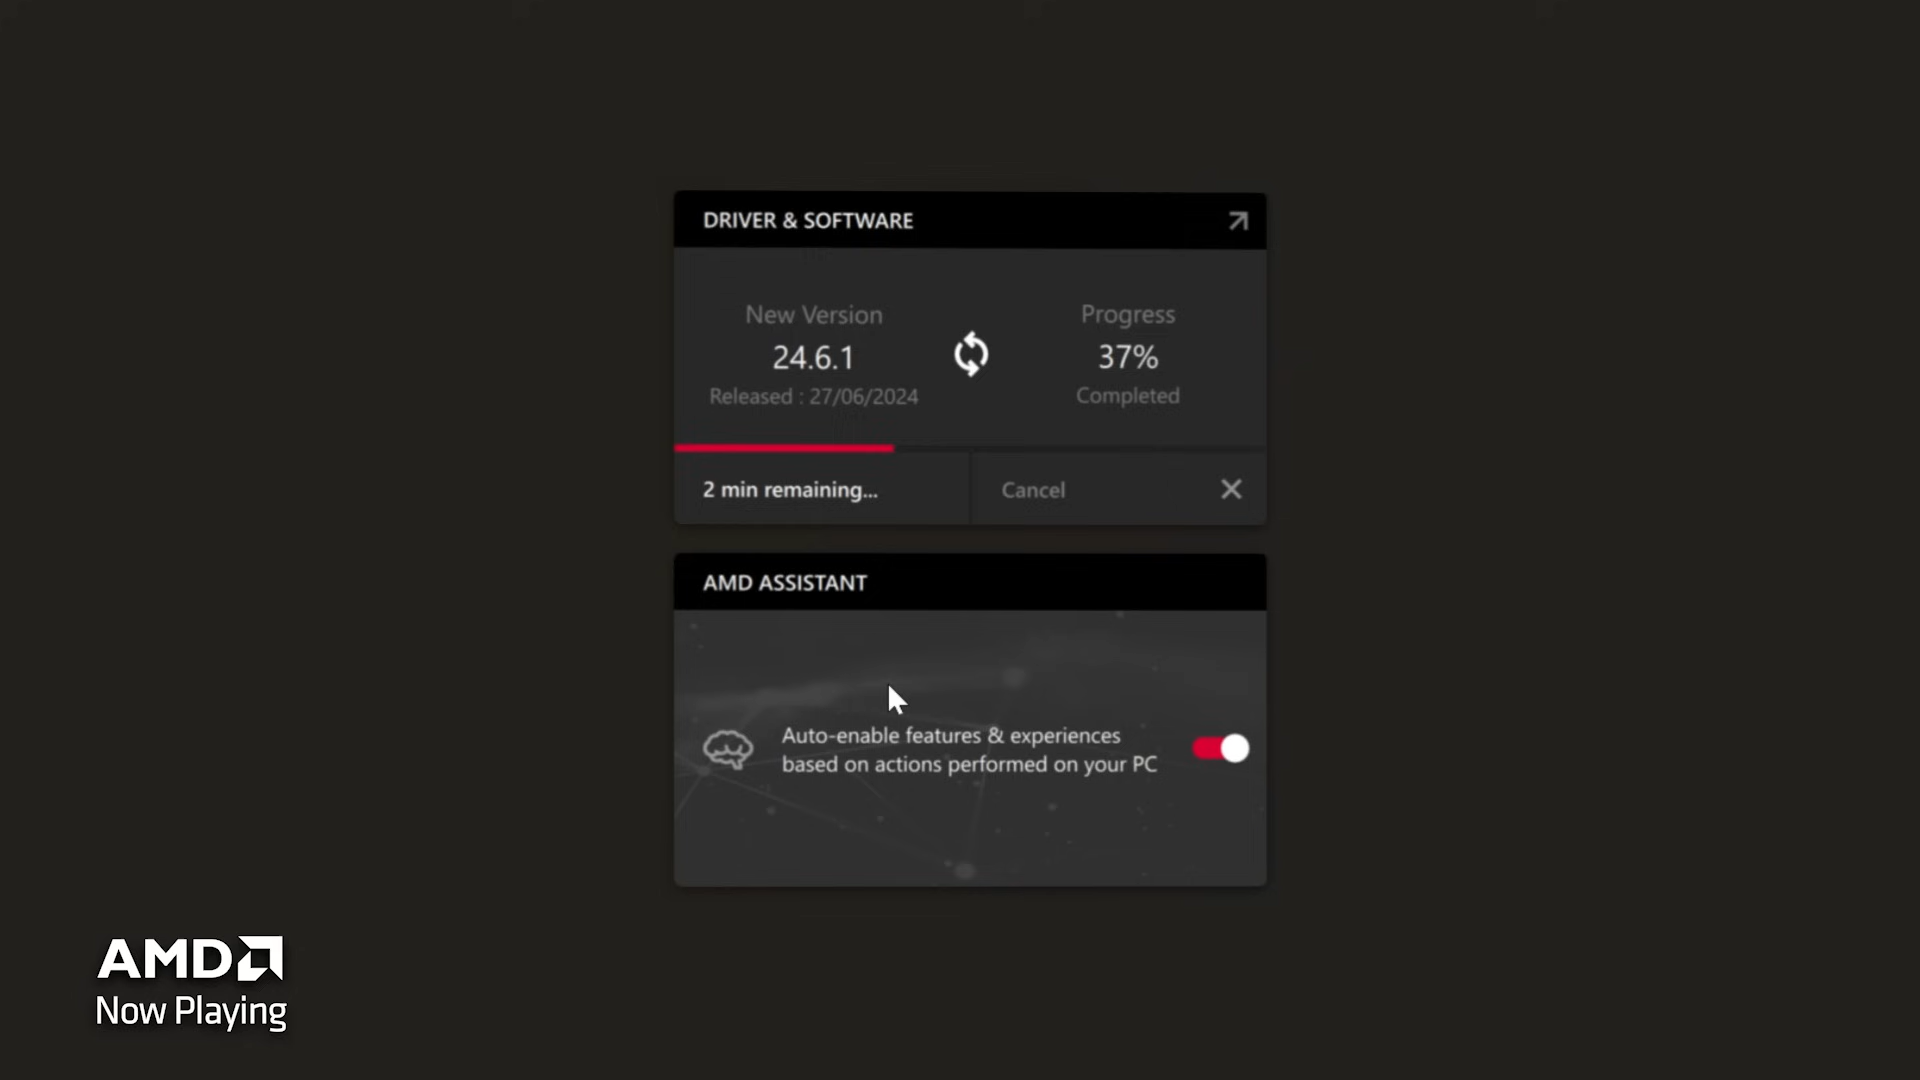 DRIVER & SOFTWARE
New Version
24.6.1
Released : 27/06/2024
Progress
37%
Completed
2 min remaining...
Cancel
AMD ASSISTANT
Auto-enable features & experiences
based on actions performed on your PC
AMD
Now Playing